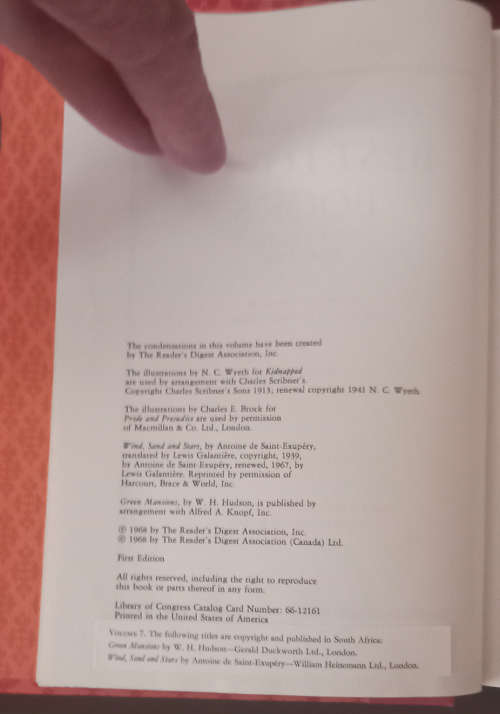 The condensations in this volume have been created
by The Reader's Digest Association, Inc.
The illustrations by N. C. Wyeth for Kidnapped
are used by arrangement with Charles Scribner's
Copyright Charles Scribner's Sons 1913; renewal copyright 1941 N. C. Wyeth
The illustrations by Charles E. Brock for
Pride and Prejudice are used by permission
of Macmillan & Co. Ltd., London.
Wind, Sand and Stars, by Antoine de Saint-Exupéry,
translated by Lewis Galantière, copyright, 1939,
by Antoine de Saint-Exupéry, renewed, 1967, by
Lewis Galantière. Reprinted by permission of
Harcourt, Brace & World, Inc.
Green Mansions, by W. H. Hudson, is published by
arrangement with Alfred A. Knopf, Inc.
℗ 1968 by The Reader's Digest Association, Inc.
℗ 1968 by The Reader's Digest Association (Canada) Ltd.
First Edition
All rights reserved, including the right to reproduce
this book or parts thereof in any form.
Library of Congress Catalog Card Number: 66-12161
Printed in the United States of America
VOLUME 7. The following titles are copyright and published in South Africa:
Green Mansions by W. H. Hudson—Gerald Duckworth Ltd., London.
Wind, Sand and Stars by Antoine de Saint-Exupéry—William Heinemann Ltd., London.